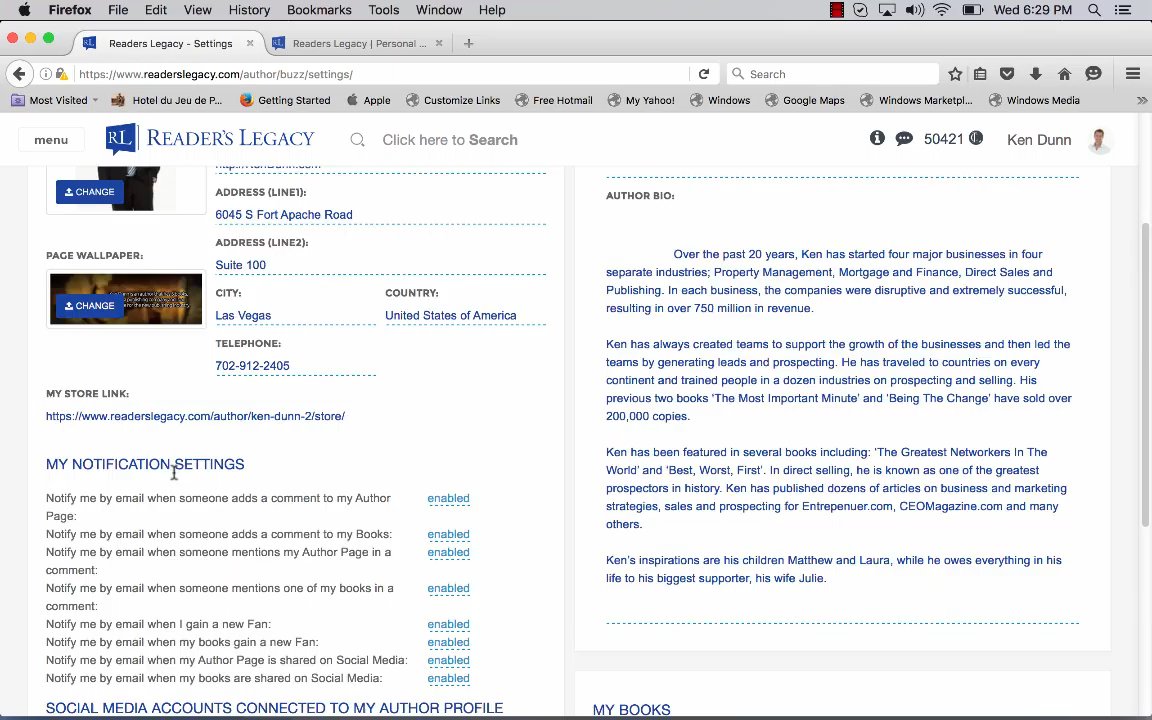 Firefox File Edit View History Bookmarks Tools Window Help Wed 6:29 PM
Readers Legacy - Settings Readers Legacy | Personal ...
https://www.readerslegacy.com/author/buzz/settings/ Search
Most Visited Hotel du Jeu de P... Getting Started Apple Customize Links Free Hotmail My Yahoo! Windows Google Maps Windows Marketpl... Windows Media
menu RL READER'S LEGACY Click here to Search 50421 Ken Dunn
http://KenDunn.com
CHANGE
ADDRESS (LINE1):
6045 S Fort Apache Road
ADDRESS (LINE2):
PAGE WALLPAPER:
Suite 100
CHANGE
CITY: COUNTRY:
Las Vegas United States of America
TELEPHONE:
702-912-2405
MY STORE LINK:
https://www.readerslegacy.com/author/ken-dunn-2/store/
MY NOTIFICATION SETTINGS
Notify me by email when someone adds a comment to my Author enabled
Page:
Notify me by email when someone adds a comment to my Books: enabled
Notify me by email when someone mentions my Author Page in a enabled
comment:
Notify me by email when someone mentions one of my books in a enabled
comment:
Notify me by email when I gain a new Fan: enabled
Notify me by email when my books gain a new Fan: enabled
Notify me by email when my Author Page is shared on Social Media: enabled
Notify me by email when my books are shared on Social Media: enabled
SOCIAL MEDIA ACCOUNTS CONNECTED TO MY AUTHOR PROFILE
AUTHOR BIO:
Over the past 20 years, Ken has started four major businesses in four
separate industries; Property Management, Mortgage and Finance, Direct Sales and
Publishing. In each business, the companies were disruptive and extremely successful,
resulting in over 750 million in revenue.
Ken has always created teams to support the growth of the businesses and then led the
teams by generating leads and prospecting. He has traveled to countries on every
continent and trained people in a dozen industries on prospecting and selling. His
previous two books 'The Most Important Minute' and 'Being The Change' have sold over
200,000 copies.
Ken has been featured in several books including: 'The Greatest Networkers In The
World' and 'Best, Worst, First'. In direct selling, he is known as one of the greatest
prospectors in history. Ken has published dozens of articles on business and marketing
strategies, sales and prospecting for Entrepenuer.com, CEOMagazine.com and many
others.
Ken's inspirations are his children Matthew and Laura, while he owes everything in his
life to his biggest supporter, his wife Julie.
MY BOOKS